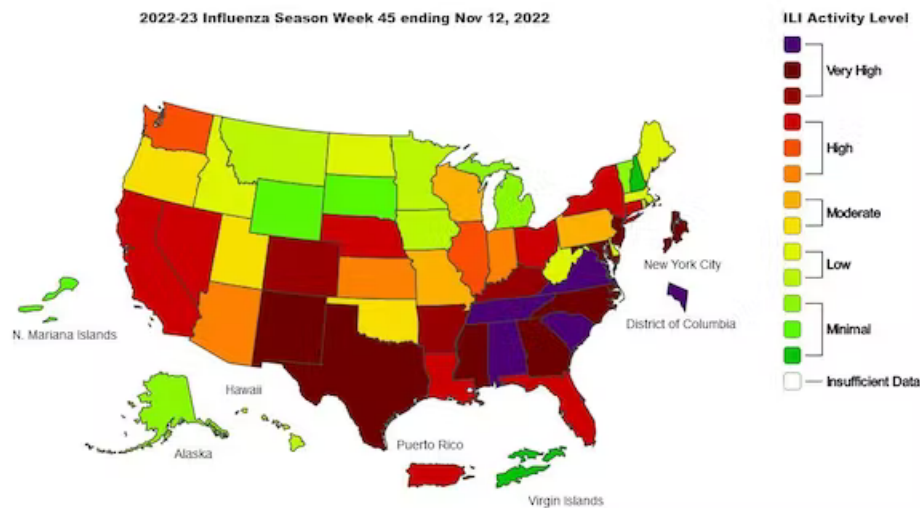 2022-23 Influenza Season Week 45 ending Nov 12, 2022
ILI Activity Level
Very High
High
Moderate
Low
Minimal
Insufficient Data
New York City
District of Columbia
N. Mariana Islands
Hawaii
Alaska
Puerto Rico
Virgin Islands